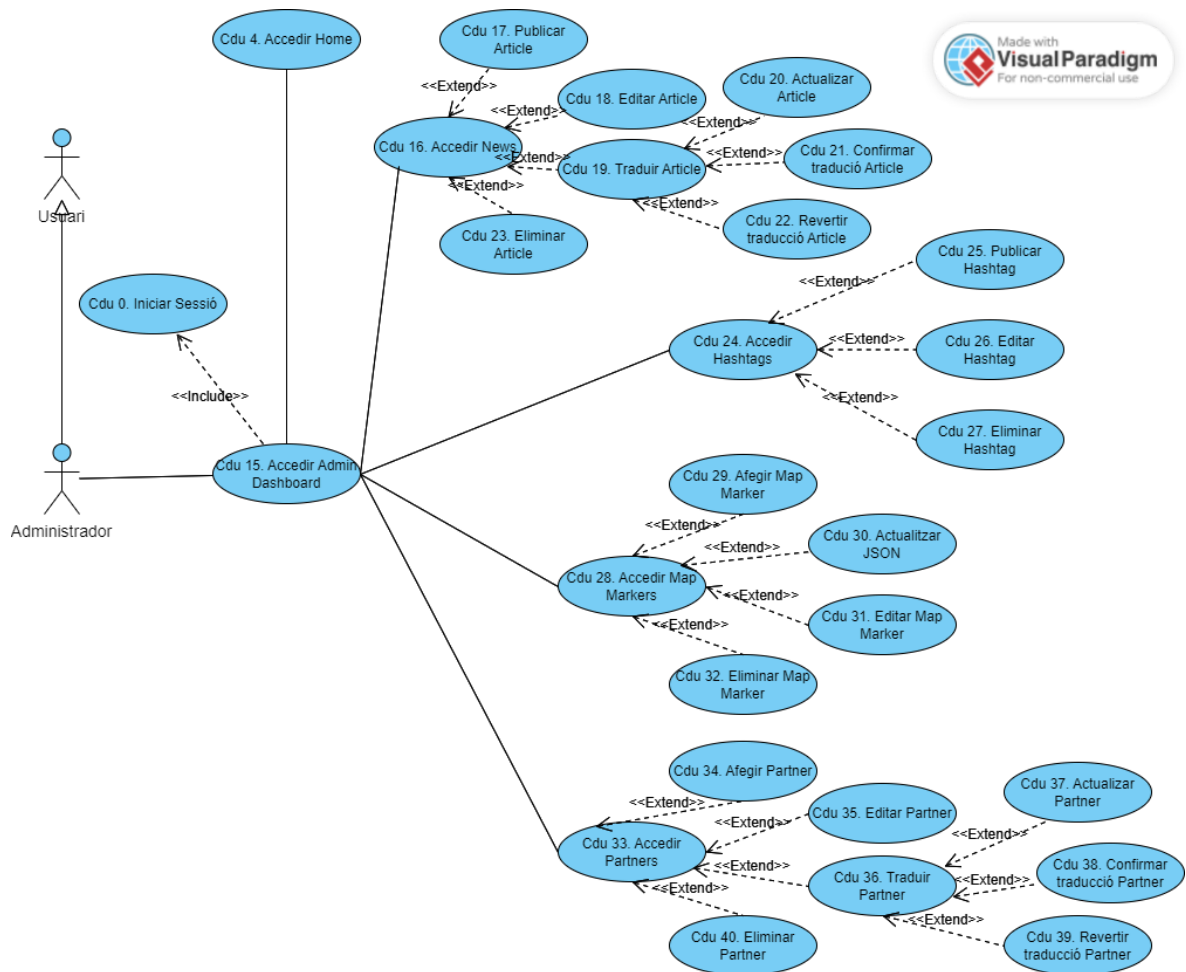 Cdu 4. Accedir Home
Cdu 17. Publicar
Article
Made with
VisualParadigm
For non-commercial use
<<Extend>>
Cdu 18. Editar Article
<<Extend>>
Cdu 20. Actualizar
Article
<<Extend>>
Cdu 16. Accedir News
<<Extend>>
Cdu 19. Traduir Article
<<Extend>>
Cdu 21. Confirmar
tradució Article
<<Extend>>
<<Extend>>
Cdu 22. Revertir
traducció Article
Cdu 23. Eliminar
Article
Usuari
Cdu 25. Publicar
Hashtag
<<Extend>>
Cdu 0. Iniciar Sessió
Cdu 24. Accedir
Hashtags
<<Extend>>
Cdu 26. Editar
Hashtag
<<Include>>
<<Extend>>
Cdu 27. Eliminar
Hashtag
Cdu 15. Accedir Admin
Dashboard
Administrador
Cdu 29. Afegir Map
Marker
<<Extend>>
<<Extend>>
Cdu 30. Actualitzar
JSON
Cdu 28. Accedir Map
Markers
<<Extend>>
Cdu 31. Editar Map
Marker
<<Extend>>
Cdu 32. Eliminar Map
Marker
Cdu 34. Afegir Partner
<<Extend>>
Cdu 35. Editar Partner
<<Extend>>
Cdu 37. Actualizar
Partner
<<Extend>>
Cdu 33. Accedir
Partners
<<Extend>>
Cdu 36. Traduir
Partner
<<Extend>>
Cdu 38. Confirmar
traducció Partner
<<Extend>>
<<Extend>>
Cdu 39. Revertir
traducció Partner
Cdu 40. Eliminar
Partner